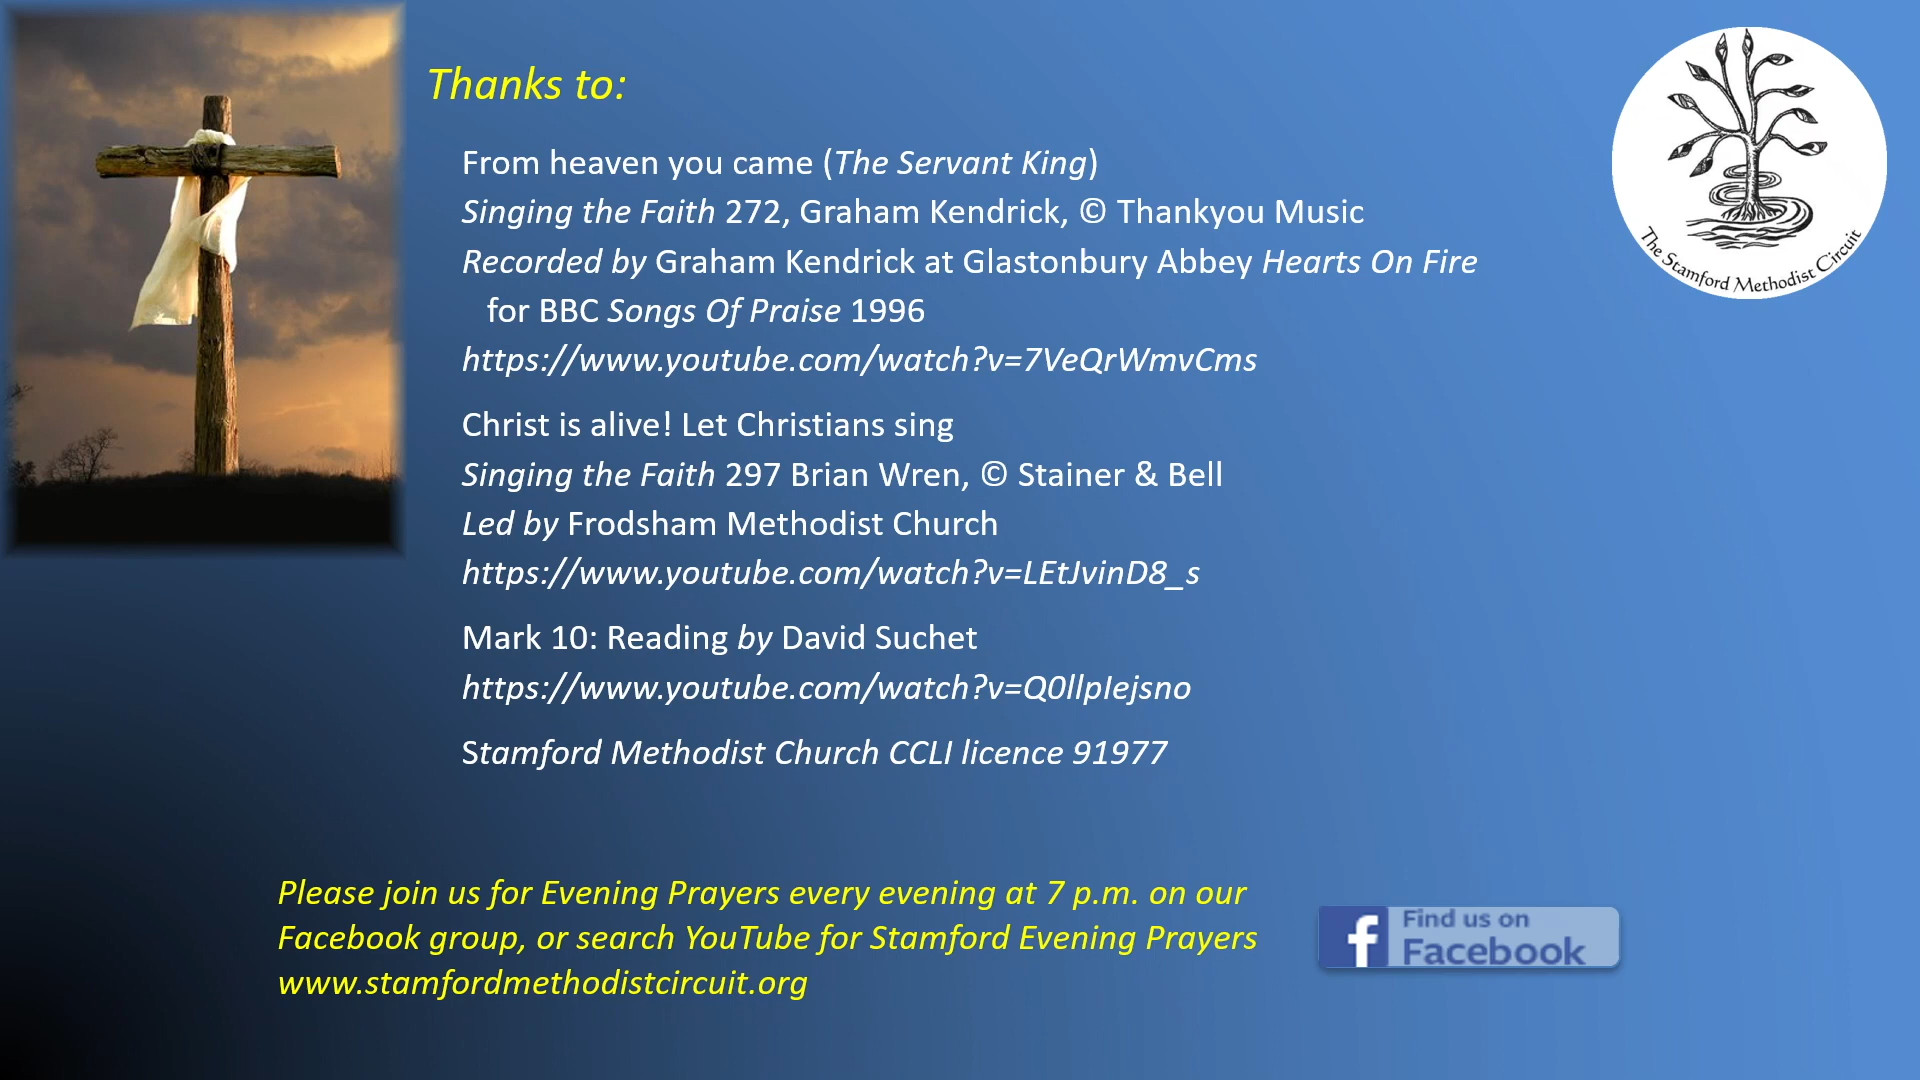 Thanks to:
From heaven you came (The Servant King)
Singing the Faith 272, Graham Kendrick, © Thankyou Music
Recorded by Graham Kendrick at Glastonbury Abbey Hearts On Fire
for BBC Songs Of Praise 1996
https://www.youtube.com/watch?v=7VeQrWmvCms
Christ is alive! Let Christians sing
Singing the Faith 297 Brian Wren, © Stainer & Bell
Led by Frodsham Methodist Church
https://www.youtube.com/watch?v=LEtJvinD8_s
Mark 10: Reading by David Suchet
https://www.youtube.com/watch?v=Q0llpIejsno
Stamford Methodist Church CCLI licence 91977
The Stamford Methodist Circuit
Please join us for Evening Prayers every evening at 7 p.m. on our
Facebook group, or search YouTube for Stamford Evening Prayers
www.stamfordmethodistcircuit.org
f
Find us on
Facebook